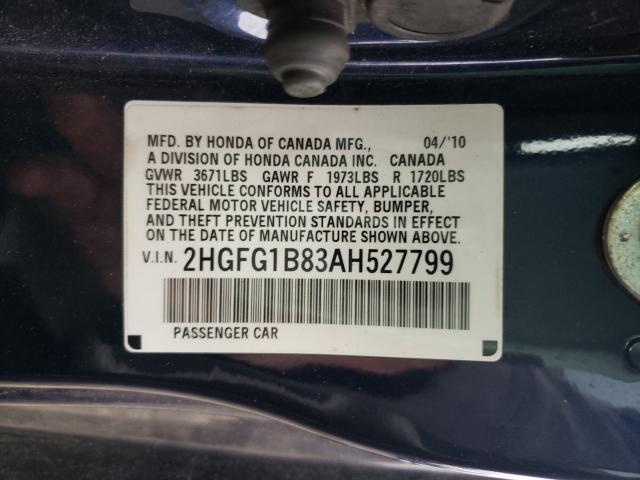 MFD. BY HONDA OF CANADA MFG., 04/'10
A DIVISION OF HONDA CANADA INC. CANADA
GVWR 3671LBS GAWR F 1973LBS R 1720LBS
THIS VEHICLE CONFORMS TO ALL APPLICABLE
FEDERAL MOTOR VEHICLE SAFETY, BUMPER,
AND THEFT PREVENTION STANDARDS IN EFFECT
ON THE DATE OF MANUFACTURE SHOWN ABOVE.
V.I.N. 2HGFG1B83AH527799
PASSENGER CAR